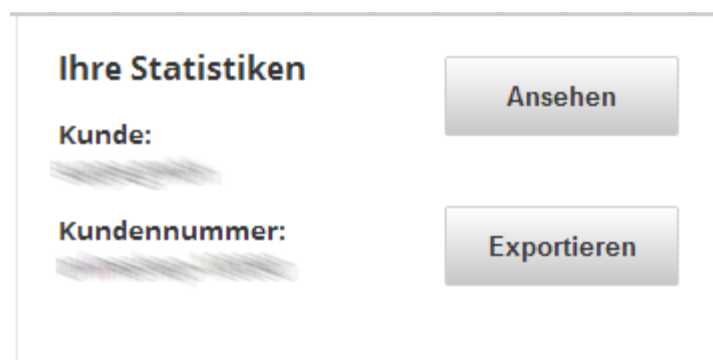 Ihre Statistiken
Ansehen
Kunde:
Kundennummer:
Exportieren